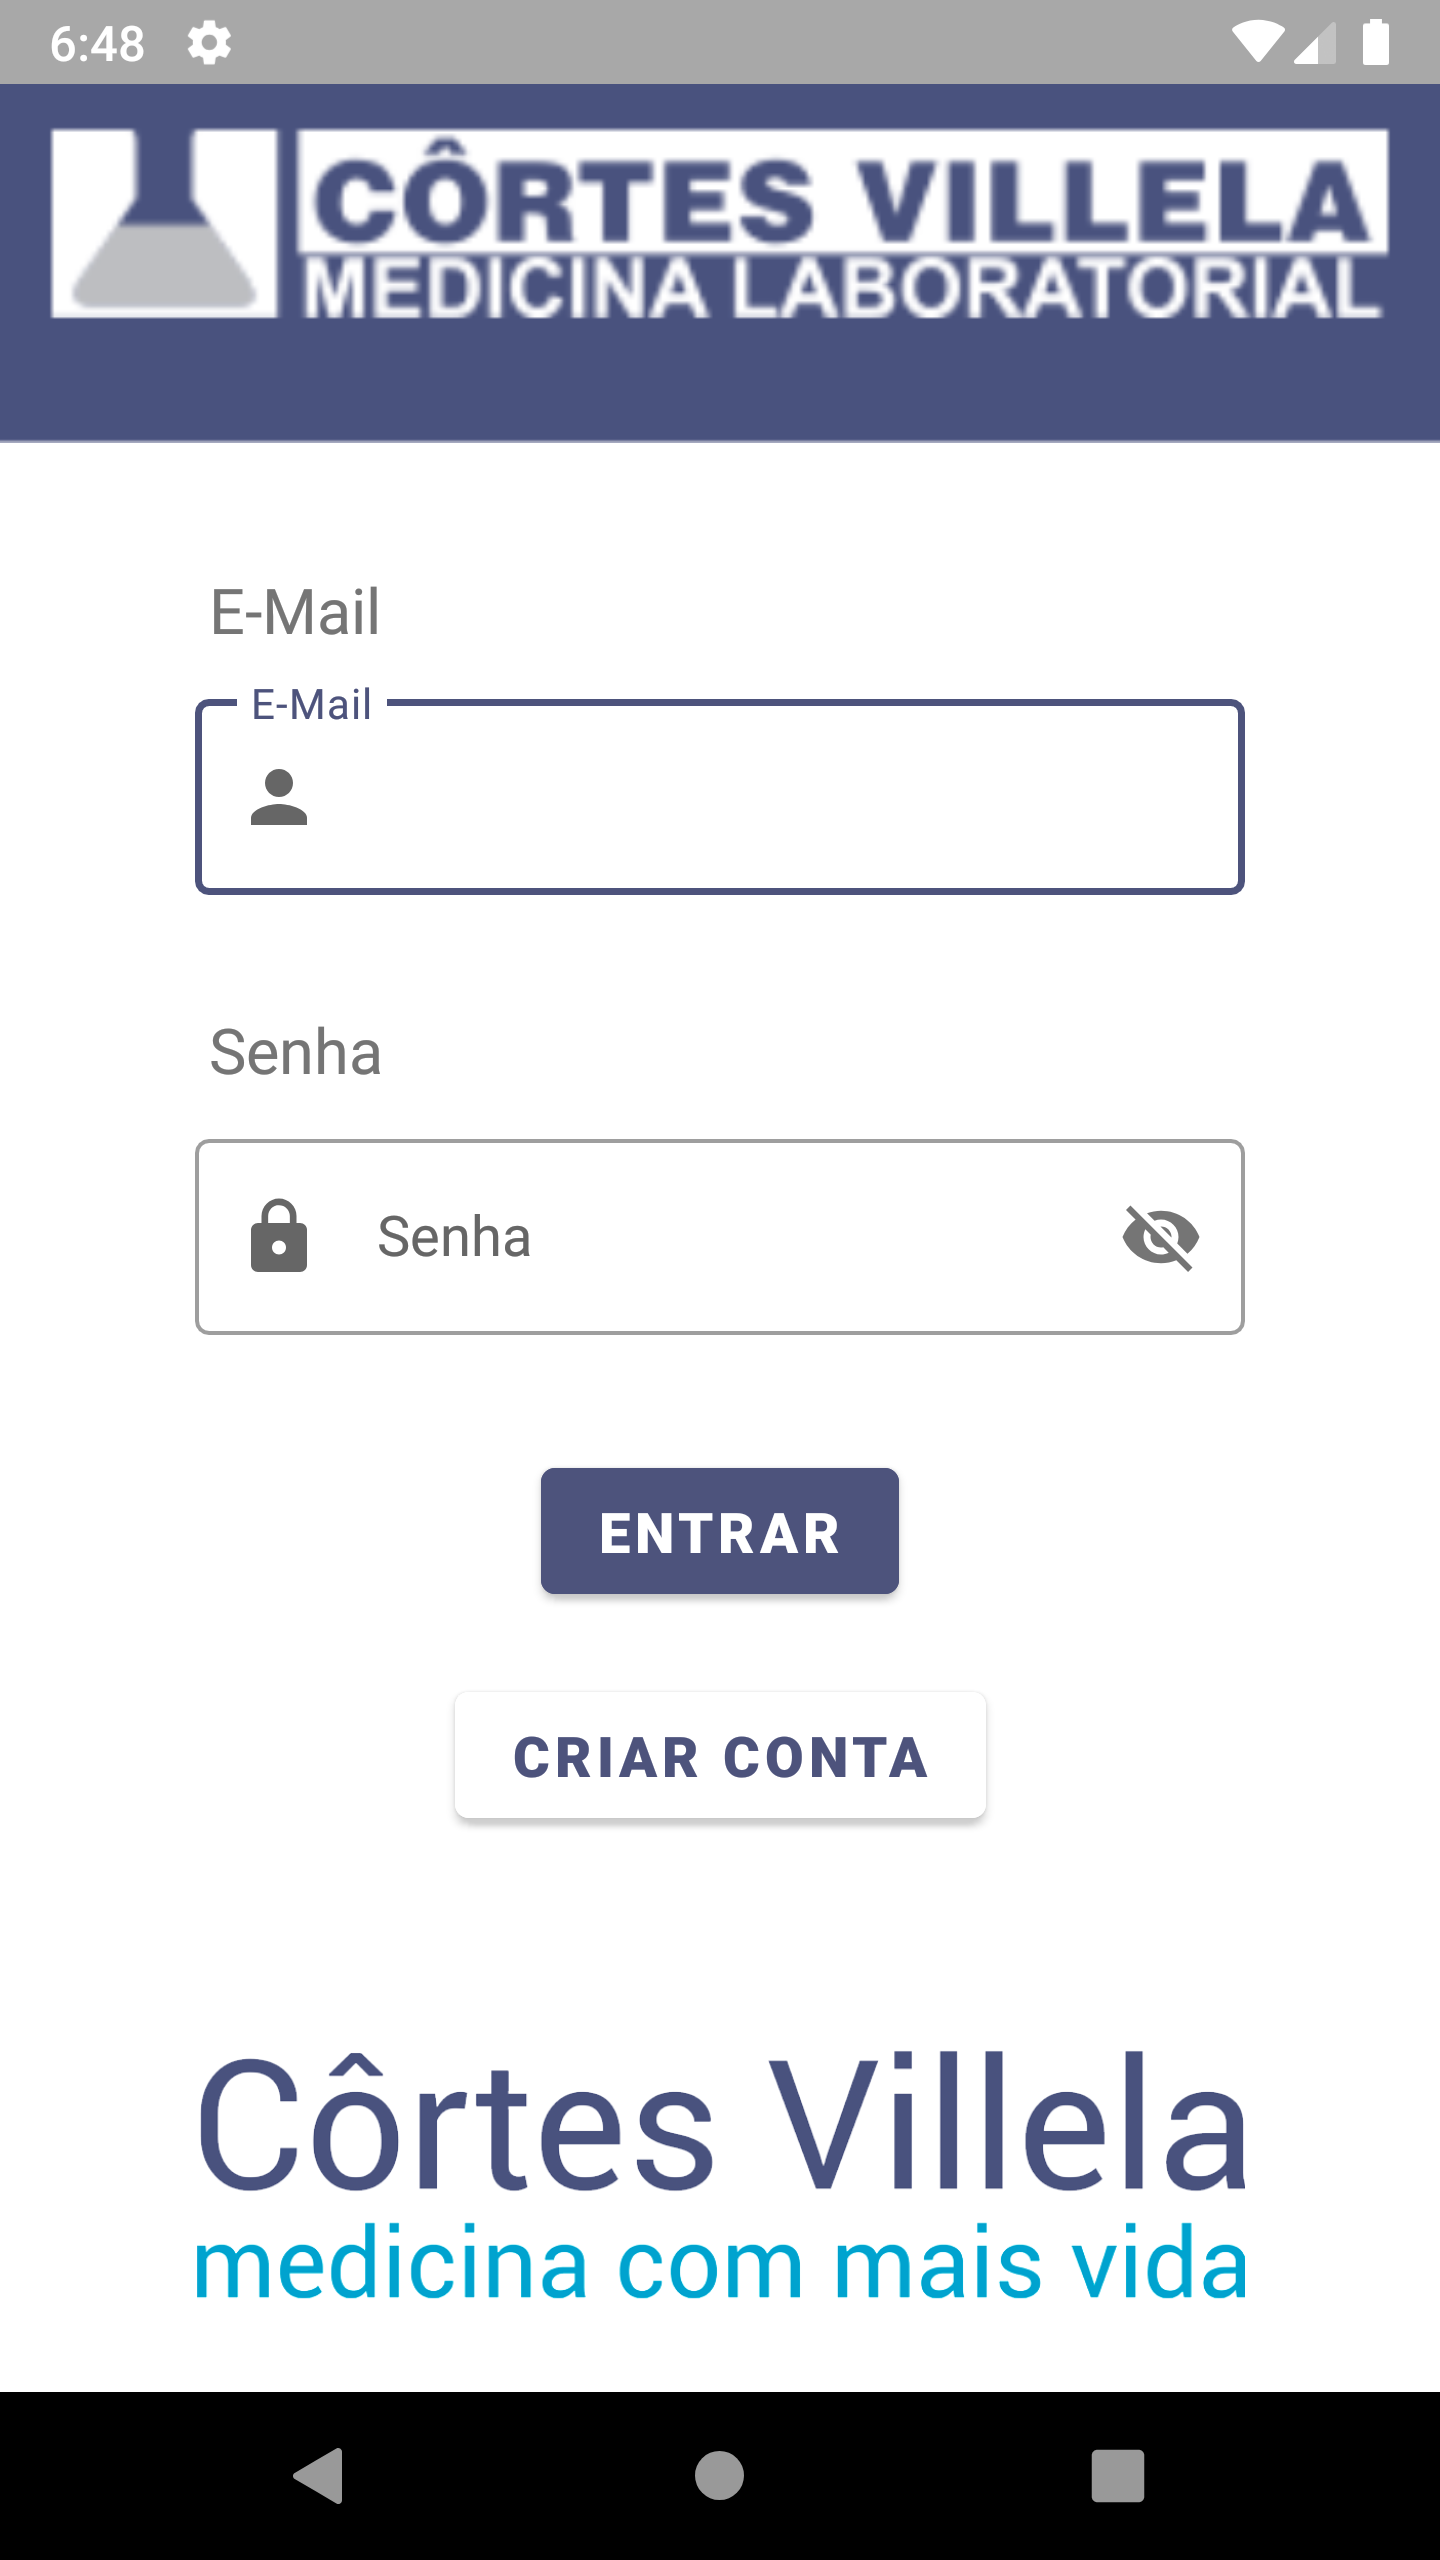 6:48
CÔRTES VILLELA
MEDICINA LABORATORIAL
E-Mail
E-Mail
Senha
Senha
ENTRAR
CRIAR CONTA
Côrtes Villela
medicina com mais vida